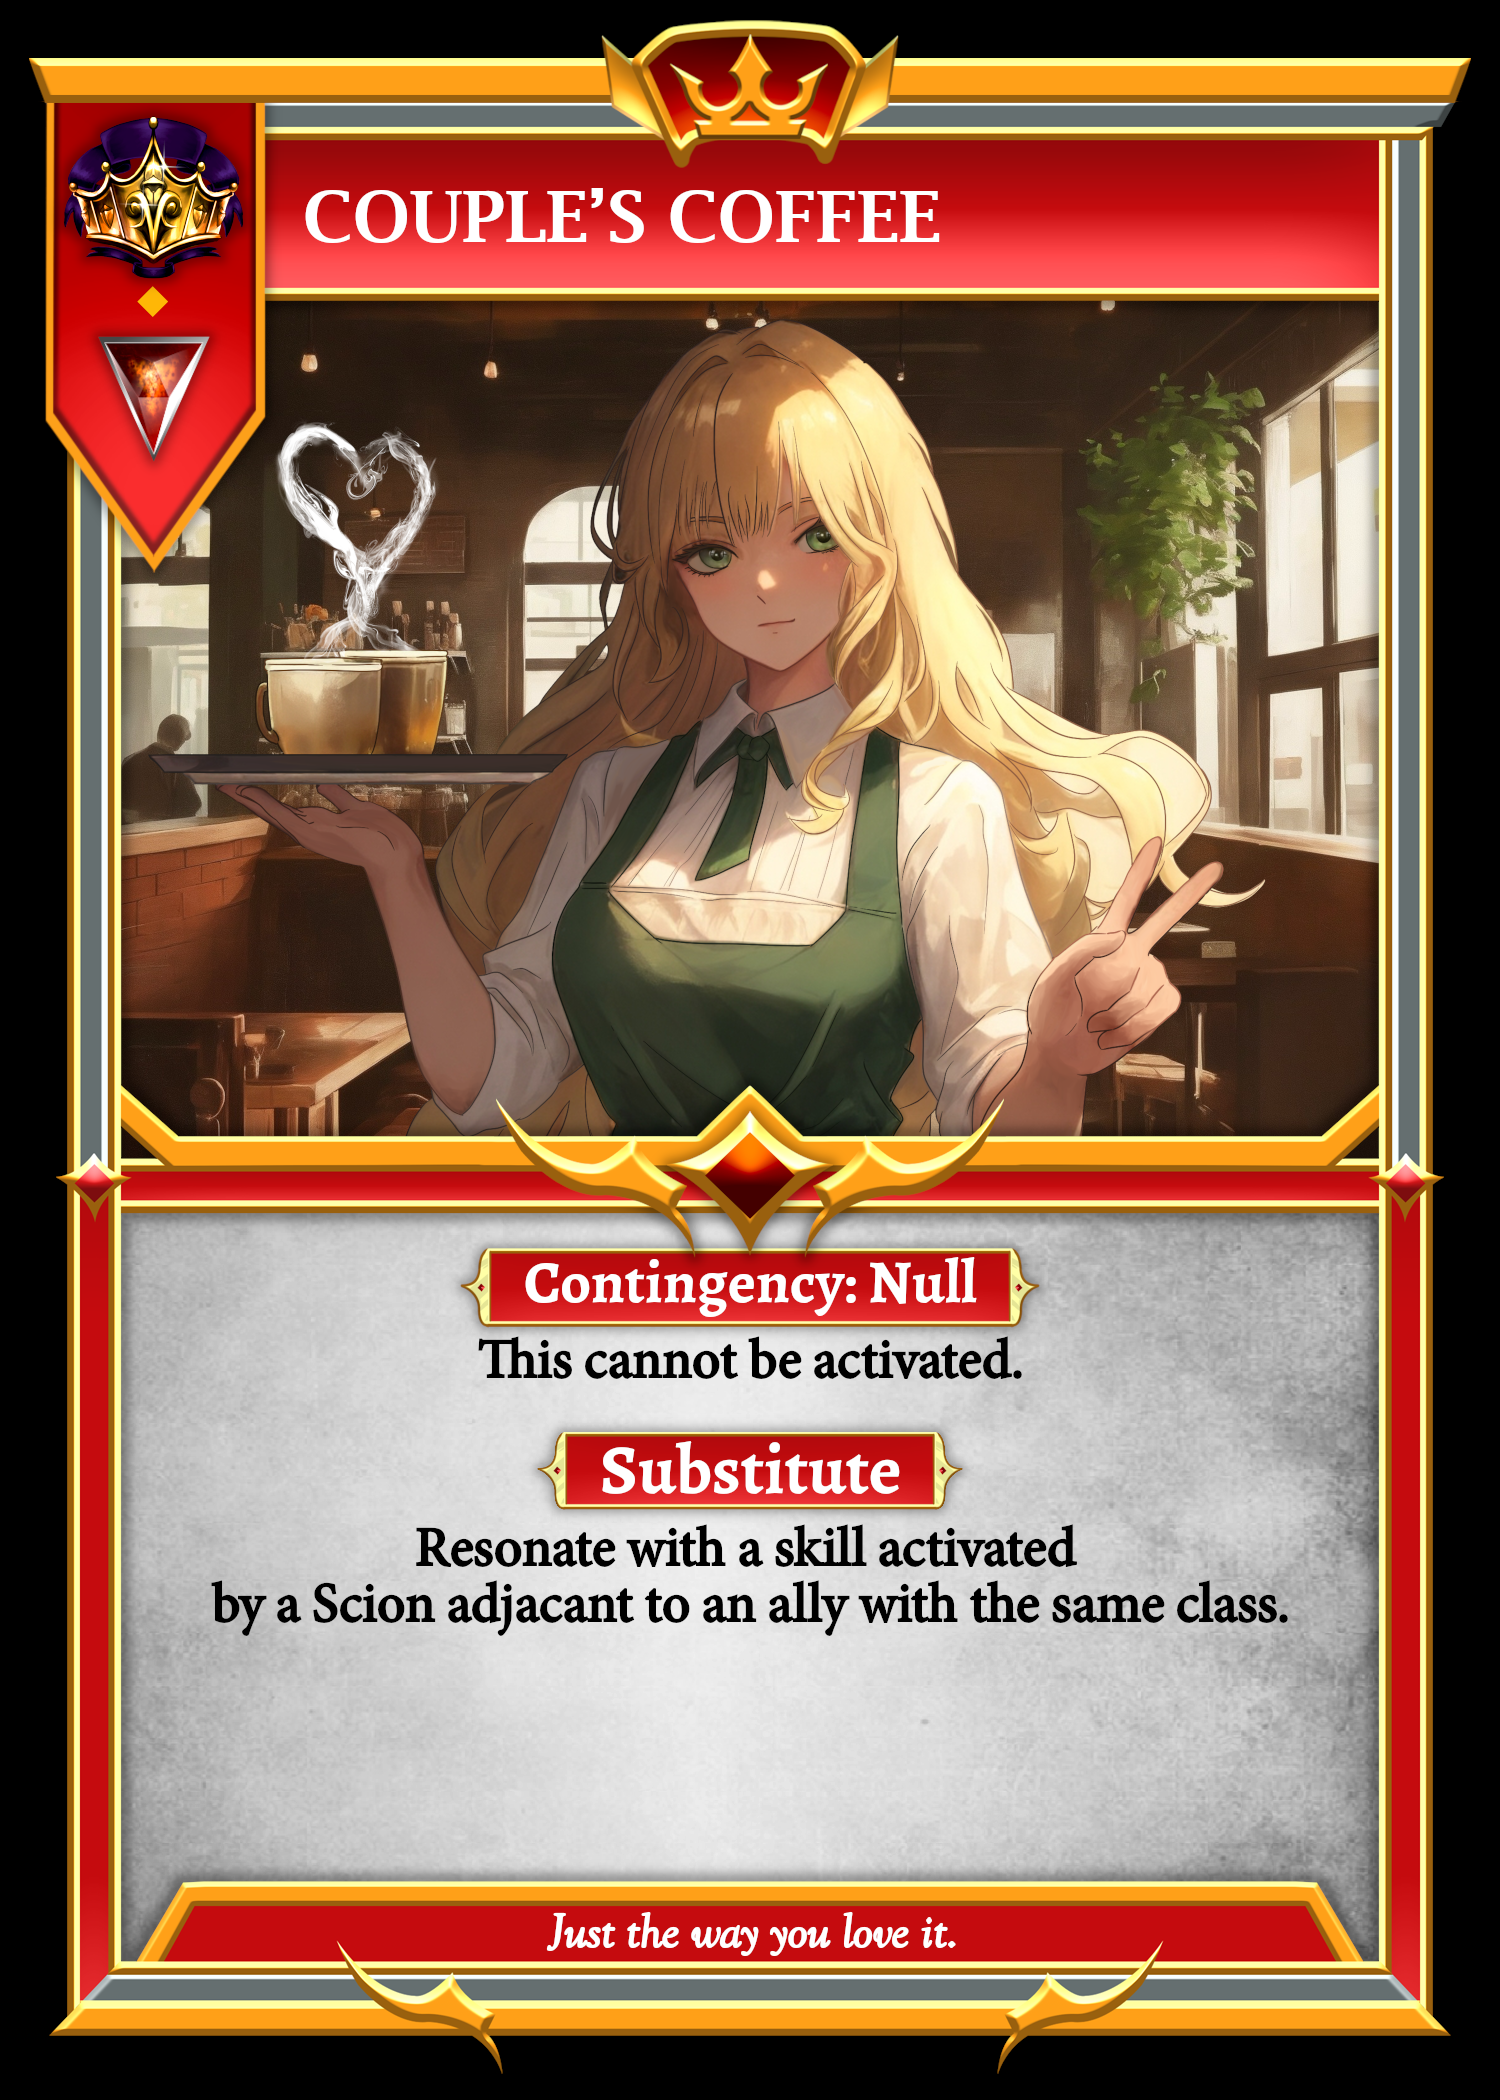 COUPLE’S COFFEE
Contingency: Null
This cannot be activated.
Substitute
Resonate with a skill activated
by a Scion adjacant to an ally with the same class.
Just the way you love it.